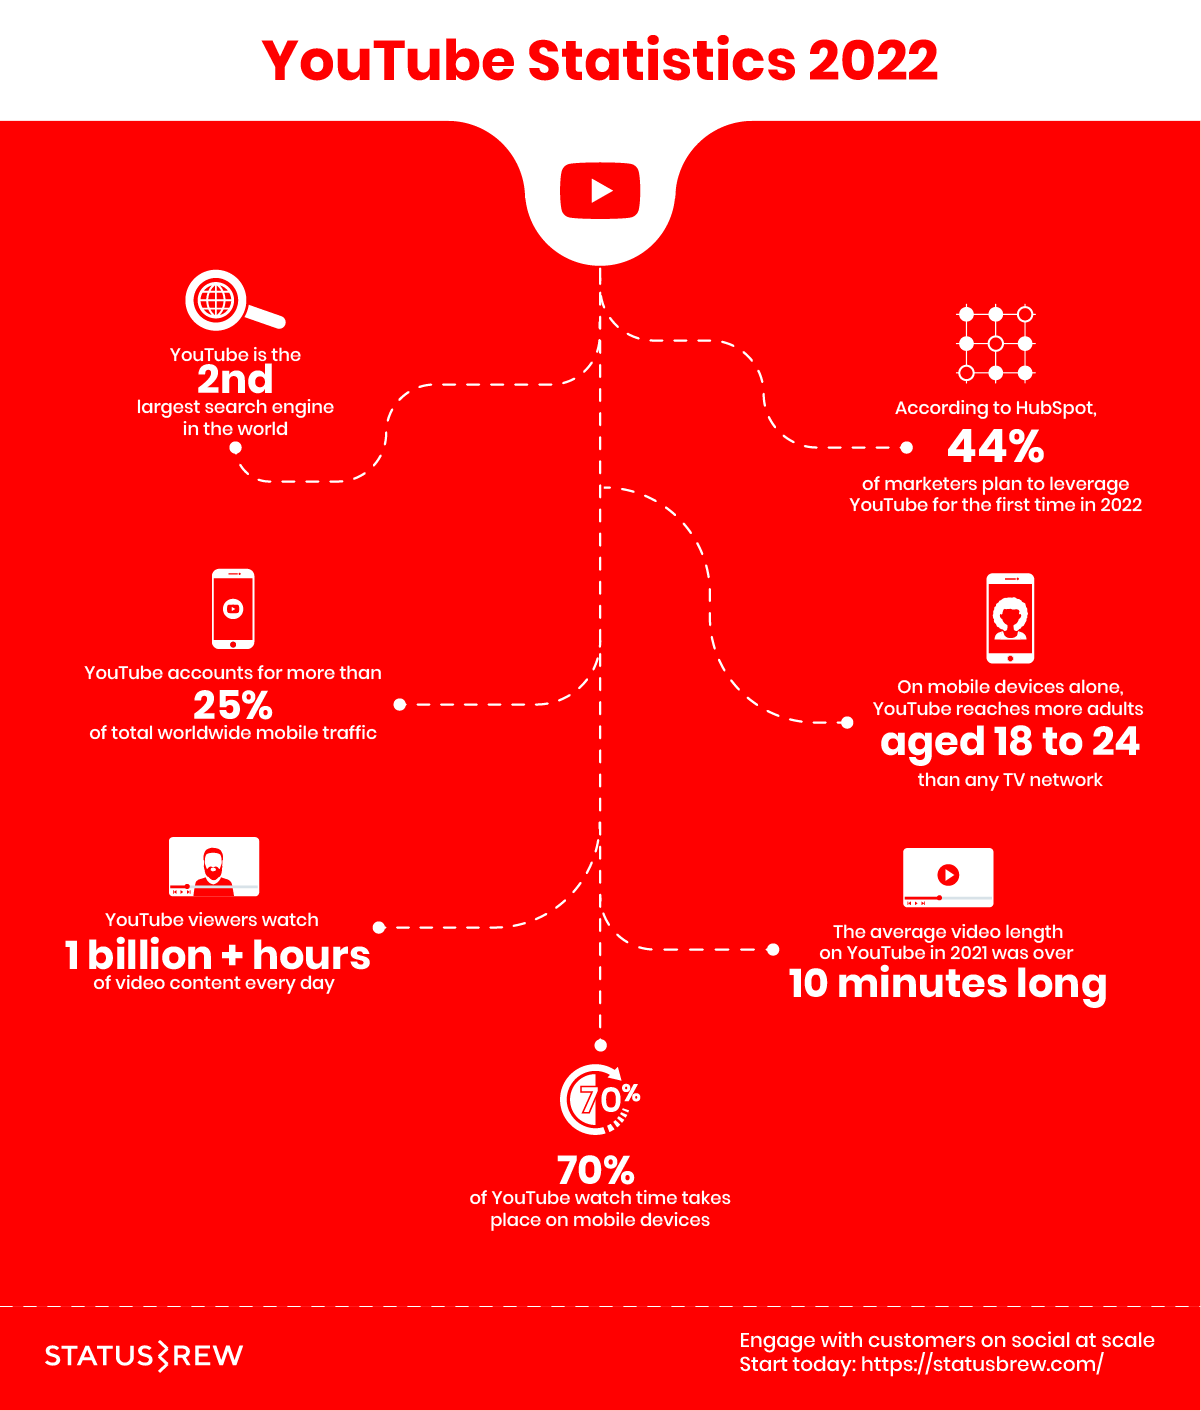 YouTube Statistics 2022
YouTube is the
2nd
largest search engine
in the world
According to HubSpot,
44%
of marketers plan to leverage
YouTube for the first time in 2022
YouTube accounts for more than
25%
of total worldwide mobile traffic
On mobile devices alone,
YouTube reaches more adults
aged 18 to 24
than any TV network
YouTube viewers watch
1 billion + hours
of video content every day
The average video length
on YouTube in 2021 was over
10 minutes long
70%
70%
of YouTube watch time takes
place on mobile devices
STATUSBREW
Engage with customers on social at scale
Start today: https://statusbrew.com/